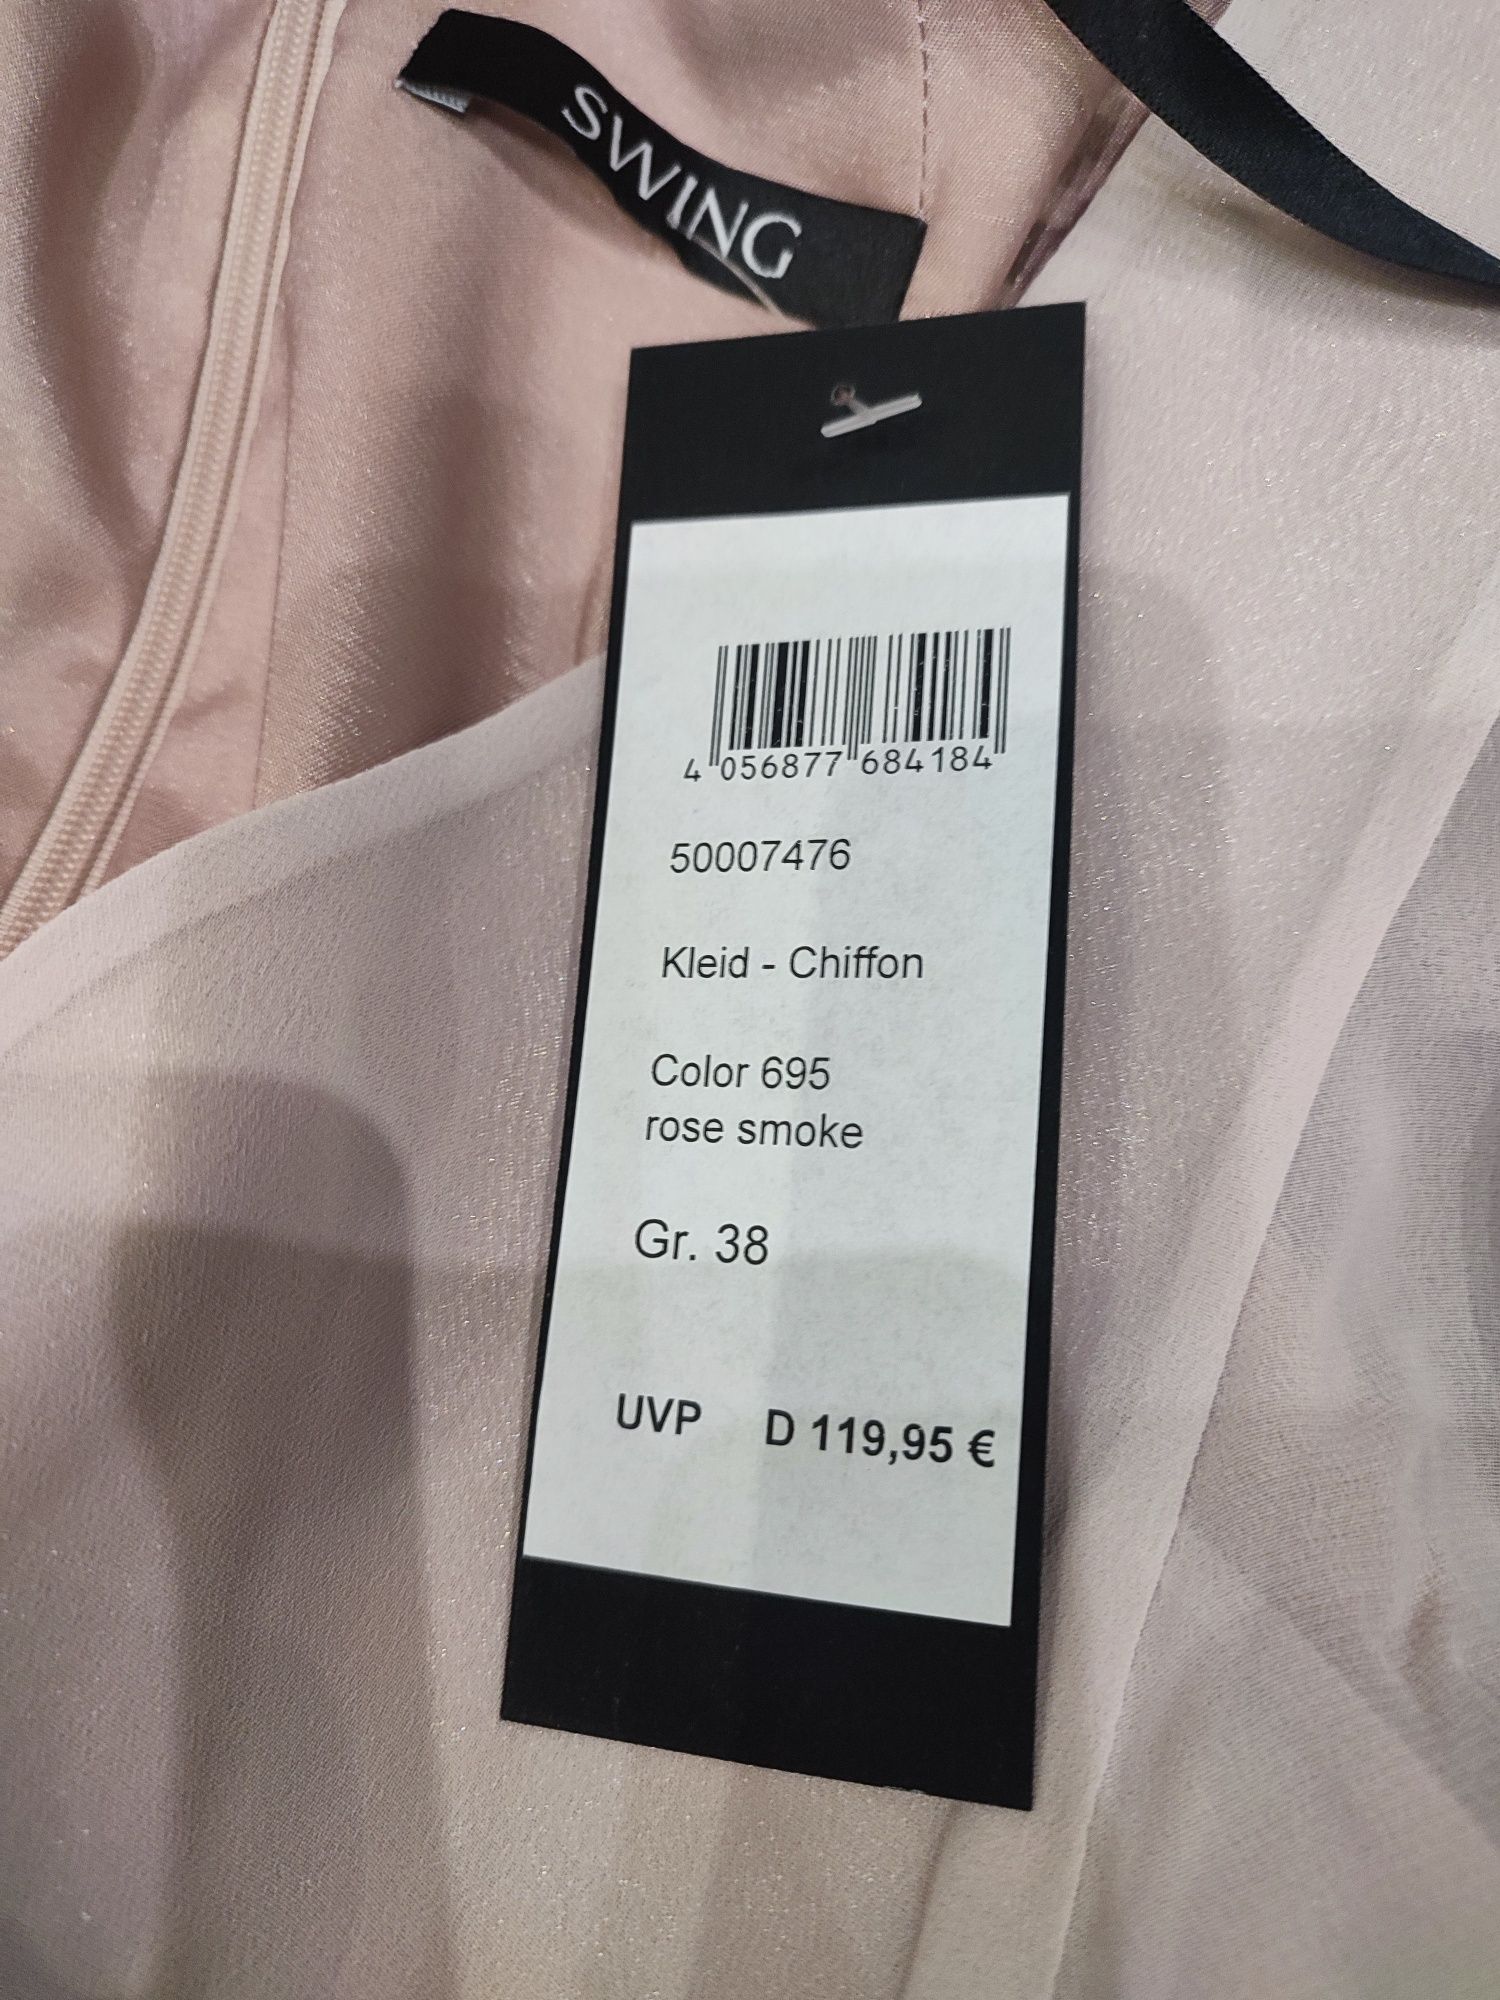 SWING
4 056877 684184
50007476
Kleid - Chiffon
Color 695
rose smoke
Gr. 38
UVP D 119,95 €